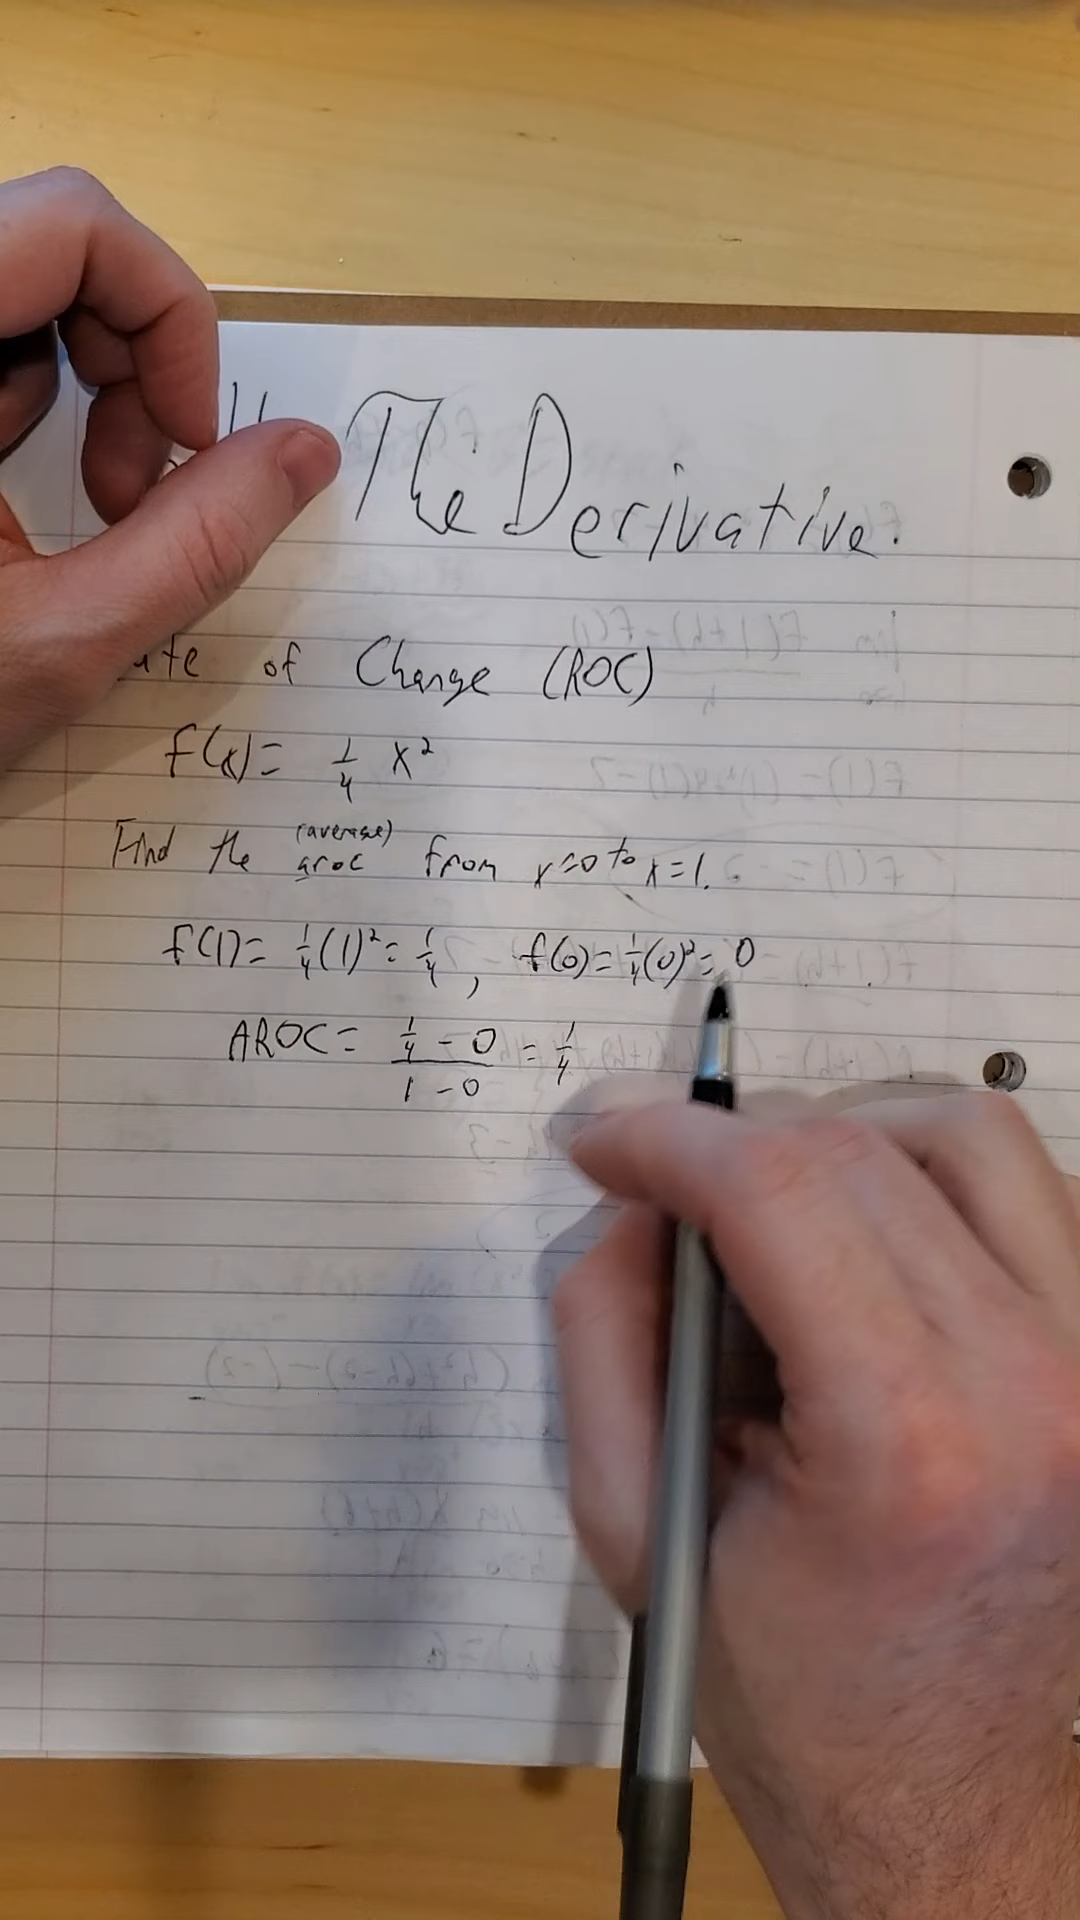 The Derivative.
of Change (ROC)
f(x) = 1/4 x²
(average)
Find the aroc from x=0 to x=1.
f(1) = 1/4(1)² = 1/4, f(0) = 1/4(0)² = 0
AROC = (1/4 - 0)/(1 - 0) = 1/4